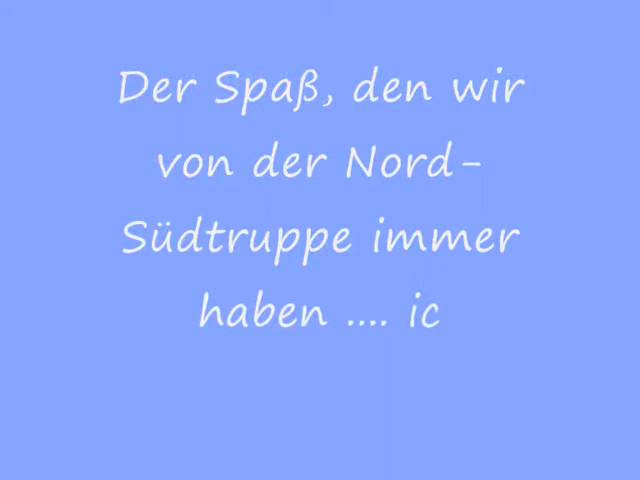 Der Spaß, den wir
von der Nord-
Südtruppe immer
haben .... ic